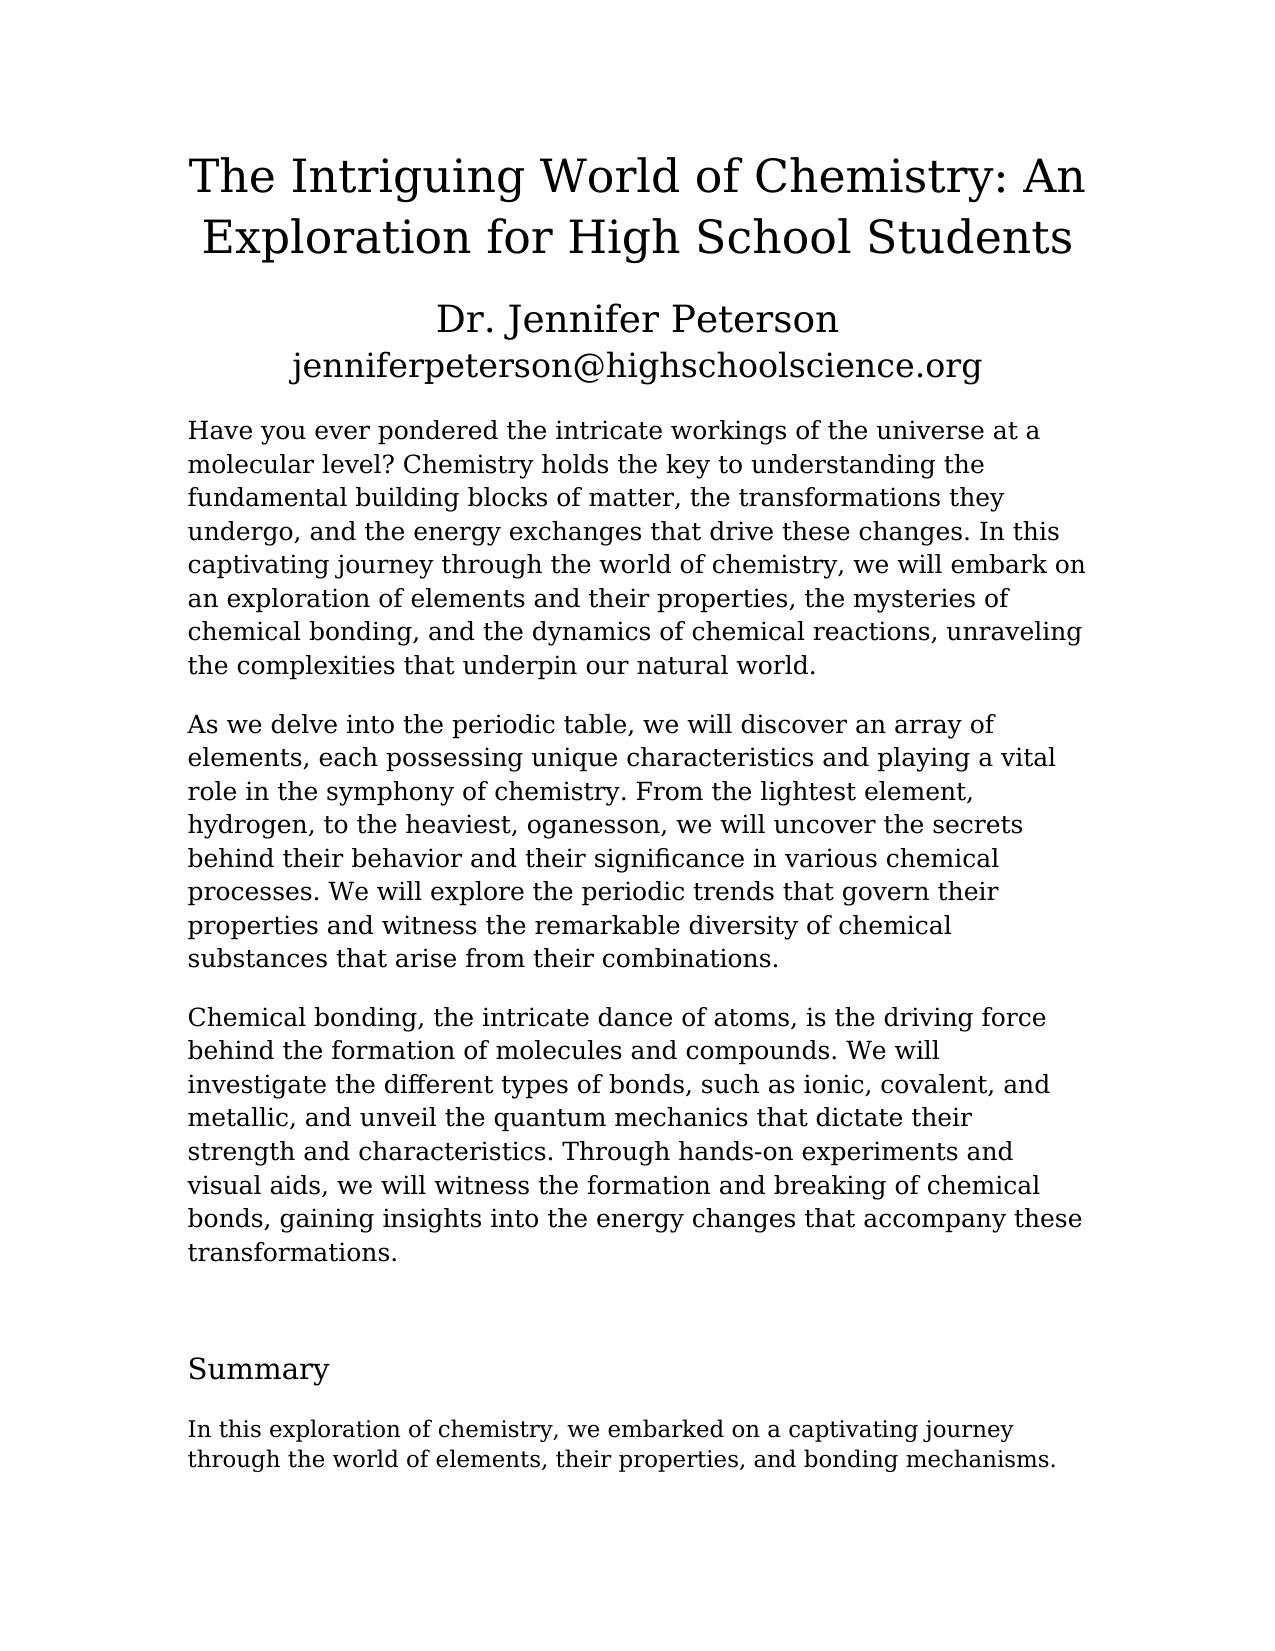 The Intriguing World of Chemistry: An
Exploration for High School Students
Dr. Jennifer Peterson
jenniferpeterson@highschoolscience.org
Have you ever pondered the intricate workings of the universe at a
molecular level? Chemistry holds the key to understanding the
fundamental building blocks of matter, the transformations they
undergo, and the energy exchanges that drive these changes. In this
captivating journey through the world of chemistry, we will embark on
an exploration of elements and their properties, the mysteries of
chemical bonding, and the dynamics of chemical reactions, unraveling
the complexities that underpin our natural world.
As we delve into the periodic table, we will discover an array of
elements, each possessing unique characteristics and playing a vital
role in the symphony of chemistry. From the lightest element,
hydrogen, to the heaviest, oganesson, we will uncover the secrets
behind their behavior and their significance in various chemical
processes. We will explore the periodic trends that govern their
properties and witness the remarkable diversity of chemical
substances that arise from their combinations.
Chemical bonding, the intricate dance of atoms, is the driving force
behind the formation of molecules and compounds. We will
investigate the different types of bonds, such as ionic, covalent, and
metallic, and unveil the quantum mechanics that dictate their
strength and characteristics. Through hands-on experiments and
visual aids, we will witness the formation and breaking of chemical
bonds, gaining insights into the energy changes that accompany these
transformations.
Summary
In this exploration of chemistry, we embarked on a captivating journey
through the world of elements, their properties, and bonding mechanisms.